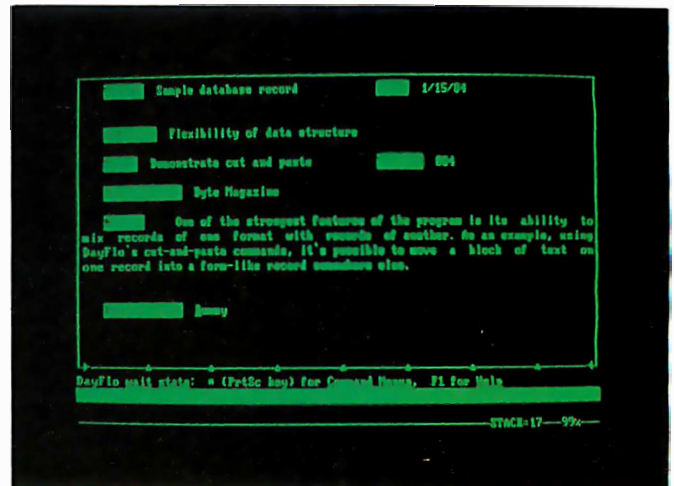 Sample database record 1/15/84
Flexibility of data structure
Demonstrate cut and paste 004
Byte Magazine
One of the strongest features of the program is its ability to
mix records of one format with records of another. As an example, using
DayFlo's cut-and-paste commands, it's possible to move a block of text on
one record into a form-like record somewhere else.
Dummy
DayFlo wait state: * (PrtSc key) for Command Menus, F1 for Help
STACK=17 99%